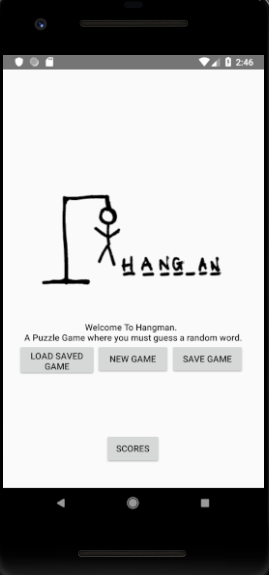 2:46
HANG_AN
Welcome To Hangman.
A Puzzle Game where you must guess a random word.
LOAD SAVED
GAME
NEW GAME
SAVE GAME
SCORES